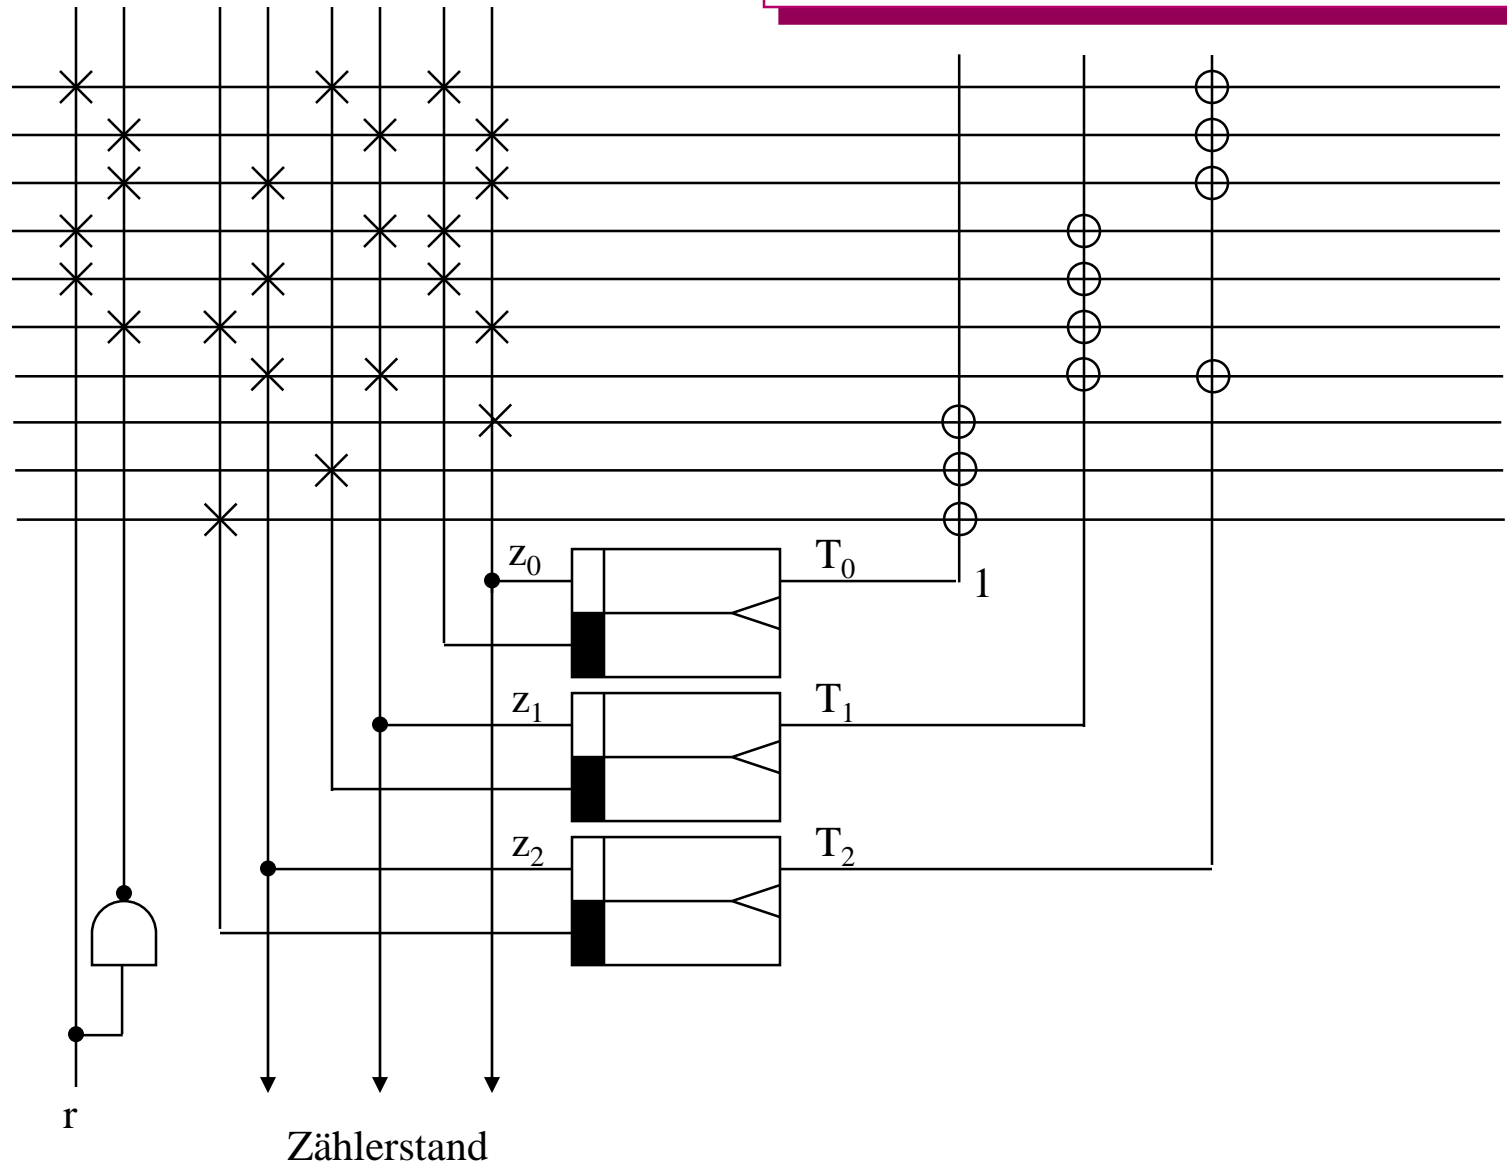 z₀ T₀
1
z₁ T₁
z₂ T₂
r
Zählerstand